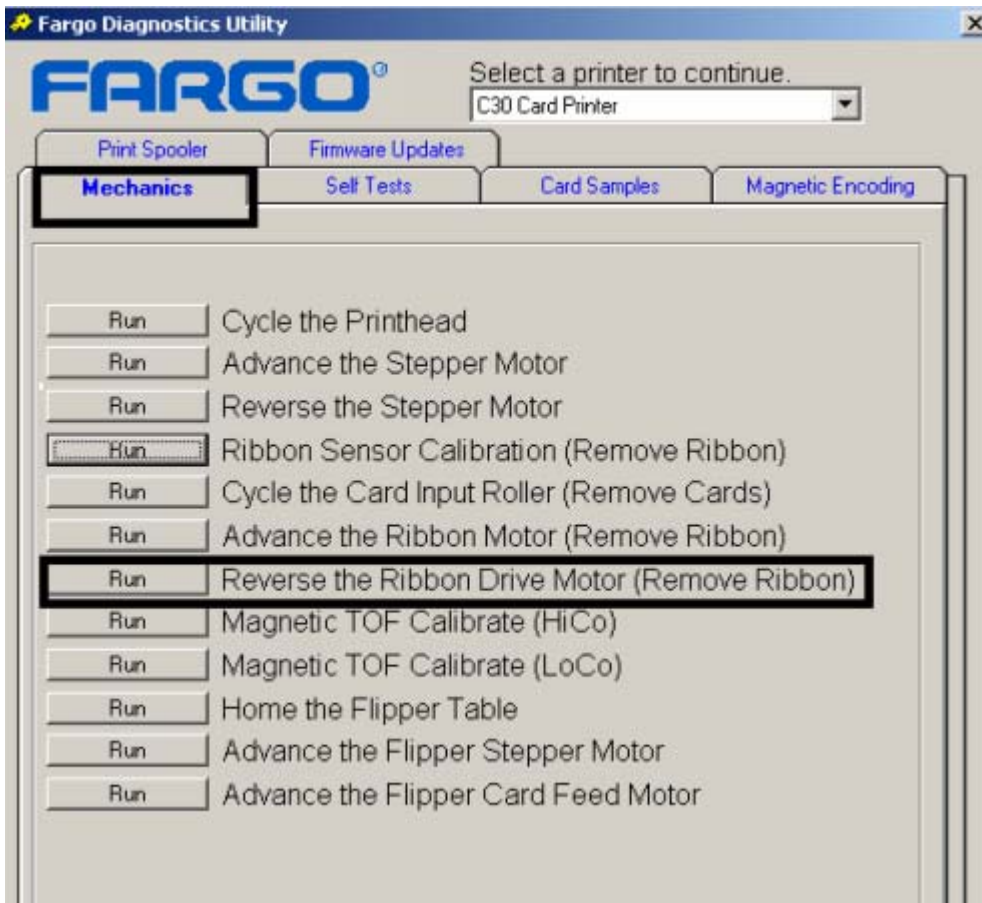 Fargo Diagnostics Utility
FARGO®
Select a printer to continue.
C30 Card Printer
Print Spooler Firmware Updates
Mechanics Self Tests Card Samples Magnetic Encoding
Run Cycle the Printhead
Run Advance the Stepper Motor
Run Reverse the Stepper Motor
Run Ribbon Sensor Calibration (Remove Ribbon)
Run Cycle the Card Input Roller (Remove Cards)
Run Advance the Ribbon Motor (Remove Ribbon)
Run Reverse the Ribbon Drive Motor (Remove Ribbon)
Run Magnetic TOF Calibrate (HiCo)
Run Magnetic TOF Calibrate (LoCo)
Run Home the Flipper Table
Run Advance the Flipper Stepper Motor
Run Advance the Flipper Card Feed Motor